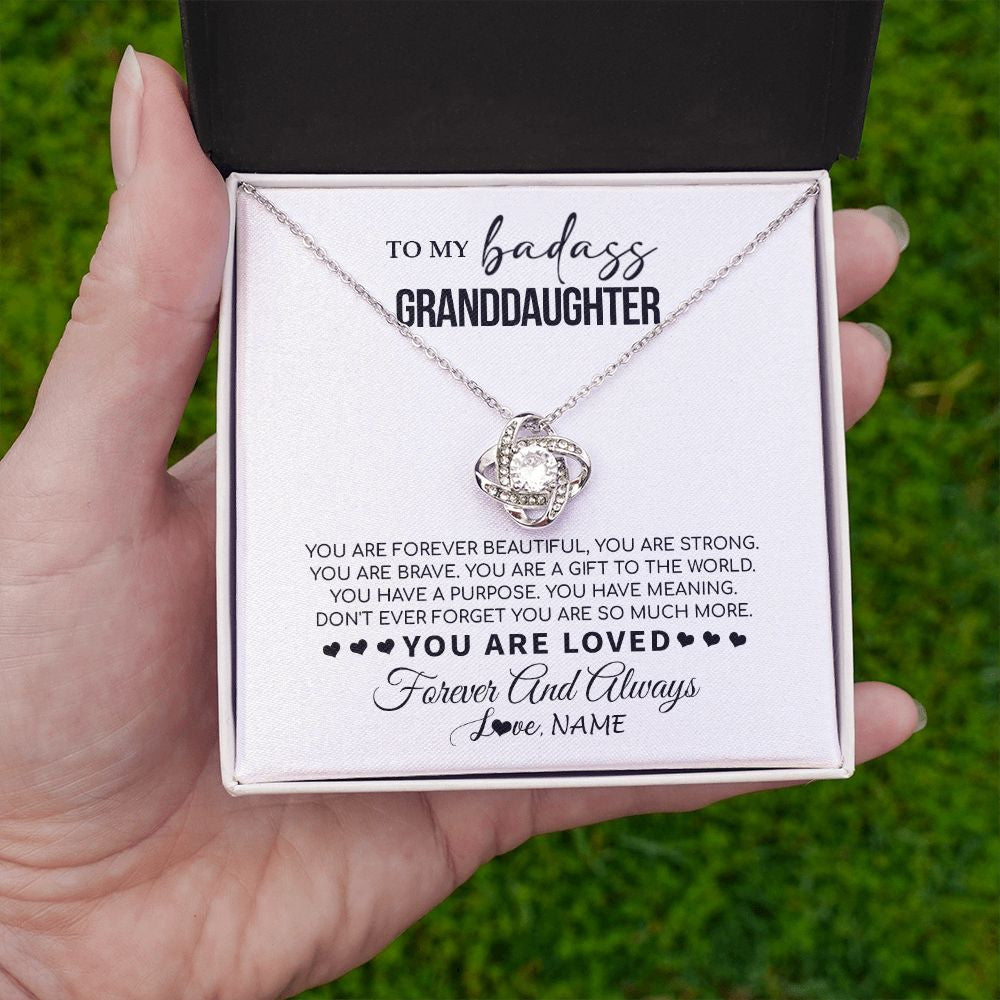 TO MY badass
GRANDDAUGHTER
YOU ARE FOREVER BEAUTIFUL, YOU ARE STRONG.
YOU ARE BRAVE. YOU ARE A GIFT TO THE WORLD.
YOU HAVE A PURPOSE. YOU HAVE MEANING.
DON'T EVER FORGET YOU ARE SO MUCH MORE.
YOU ARE LOVED
Forever And Always
Love, NAME